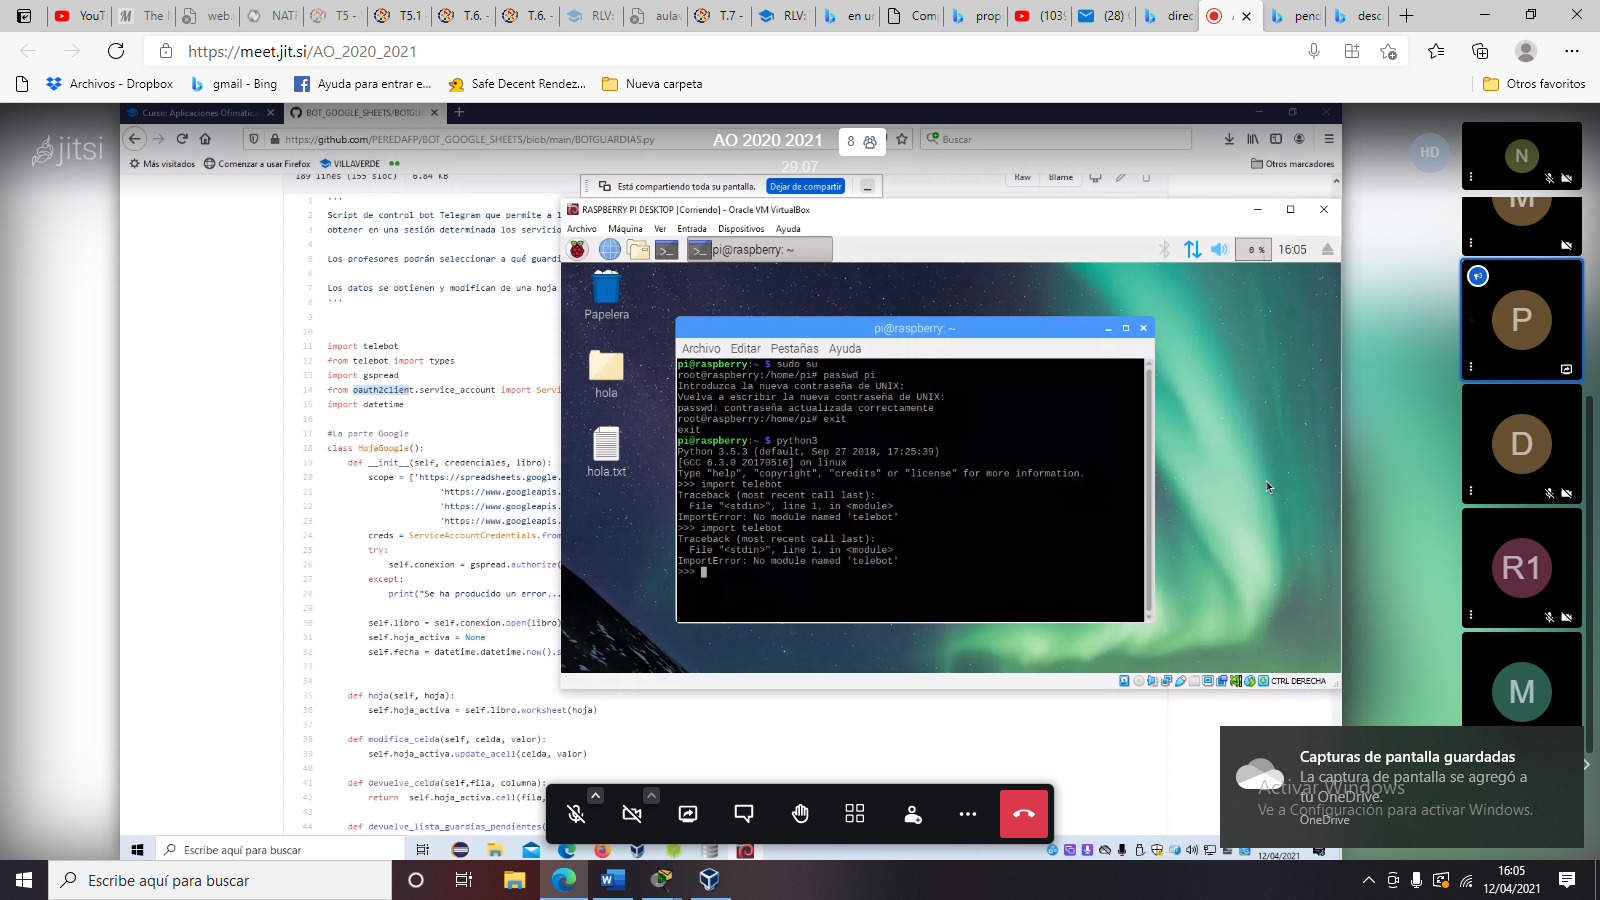 YouT
The M
web.
NATF
T5 -
T5.1
T.6. -
T.6. -
RLV:
aulav
T.7 -
RLV:
en un
Comp
prop
(1039
(28)
direc
pend
desca
https://meet.jit.si/AO_2020_2021
Archivos - Dropbox
gmail - Bing
Ayuda para entrar e...
Safe Decent Rendez...
Nueva carpeta
Otros favoritos
jitsi
Curso: Aplicaciones Ofimática
BOT_GOOGLE_SHEETS/BOTGU
https://github.com/PEREDAFP/BOT_GOOGLE_SHEETS/blob/main/BOTGUARDIAS.py
AO 2020 2021
8
29:07
Buscar
Más visitados
Comenzar a usar Firefox
VILLAVERDE
Otros marcadores
189 lines (155 sloc)
6.84 KB
Está compartiendo toda su pantalla.
Dejar de compartir
Raw
Blame
1 '''
2 Script de control bot Telegram que permite a l
3 obtener en una sesión determinada los servicio
4
5 Los profesores podrán seleccionar a qué guardi
6
7 Los datos se obtienen y modifican de una hoja
8 '''
9
10
11 import telebot
12 from telebot import types
13 import gspread
14 from oauth2client.service_account import Servi
15 import datetime
16
17 #La parte Google
18 class HojaGoogle():
19 def __init__(self, credenciales, libro):
20 scope = ['https://spreadsheets.google.
21 'https://www.googleapis.
22 'https://www.googleapis.
23 'https://www.googleapis.
24 creds = ServiceAccountCredentials.from
25 try:
26 self.conexion = gspread.authorize(
27 except:
28 print("Se ha producido un error...
29
30 self.libro = self.conexion.open(libro)
31 self.hoja_activa = None
32 self.fecha = datetime.datetime.now().s
33
34
35 def hoja(self, hoja):
36 self.hoja_activa = self.libro.worksheet(hoja)
37
38 def modifica_celda(self, celda, valor):
39 self.hoja_activa.update_acell(celda, valor)
40
41 def devuelve_celda(self,fila, columna):
42 return self.hoja_activa.cell(fila,
43
44 def devuelve_lista_guardias_pendientes(
RASPBERRY PI DESKTOP [Corriendo] - Oracle VM VirtualBox
Archivo Máquina Ver Entrada Dispositivos Ayuda
pi@raspberry: ~
0 %
16:05
Papelera
hola
hola.txt
pi@raspberry: ~
Archivo Editar Pestañas Ayuda
pi@raspberry:~ $ sudo su
root@raspberry:/home/pi# passwd pi
Introduzca la nueva contraseña de UNIX:
Vuelva a escribir la nueva contraseña de UNIX:
passwd: contraseña actualizada correctamente
root@raspberry:/home/pi# exit
exit
pi@raspberry:~ $ python3
Python 3.5.3 (default, Sep 27 2018, 17:25:39)
[GCC 6.3.0 20170516] on linux
Type "help", "copyright", "credits" or "license" for more information.
>>> import telebot
Traceback (most recent call last):
File "<stdin>", line 1, in <module>
ImportError: No module named 'telebot'
>>> import telebot
Traceback (most recent call last):
File "<stdin>", line 1, in <module>
ImportError: No module named 'telebot'
>>>
CTRL DERECHA
HD
N
M
P
D
R1
M
Capturas de pantalla guardadas
La captura de pantalla se agregó a
tu OneDrive.
OneDrive
Activar Windows
Ve a Configuración para activar Windows.
Escribe aquí para buscar
12/04/2021
Escribe aquí para buscar
16:05
12/04/2021